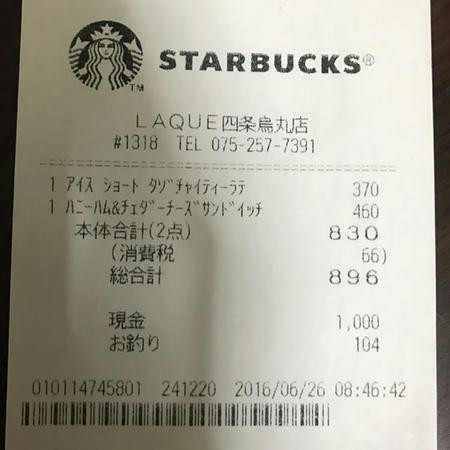 STARBUCKS®
TM
LAQUE四条烏丸店
#1318 TEL 075-257-7391
1 ｱｲｽ ｼｮｰﾄ ﾀｿﾞﾁｬｲﾃｨｰﾗﾃ 370
1 ﾊﾆｰﾊﾑ&ﾁｪﾀﾞｰﾁｰｽﾞｻﾝﾄﾞｲｯﾁ 460
本体合計(2点) 830
(消費税 66)
総合計 896
現金 1,000
お釣り 104
010114745801 241220 2016/06/26 08:46:42